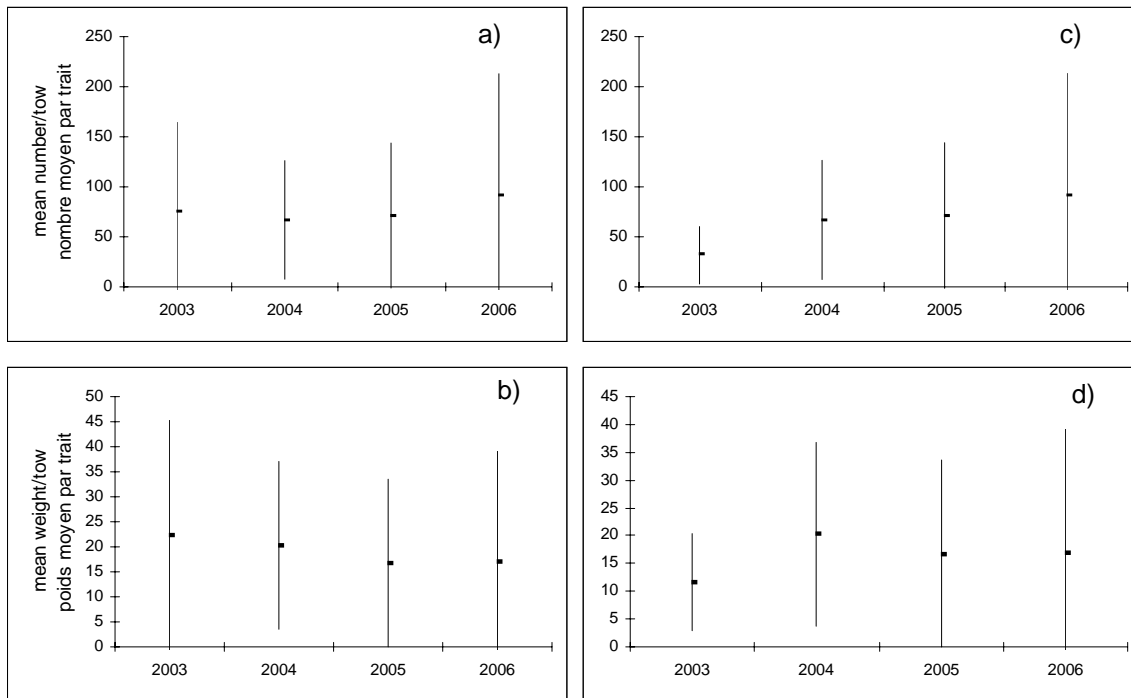 a)
mean number/tow
nombre moyen par trait
250
200
150
100
50
0
2003 2004 2005 2006
c)
250
200
150
100
50
0
2003 2004 2005 2006
b)
mean weight/tow
poids moyen par trait
50
45
40
35
30
25
20
15
10
5
0
2003 2004 2005 2006
d)
45
40
35
30
25
20
15
10
5
0
2003 2004 2005 2006